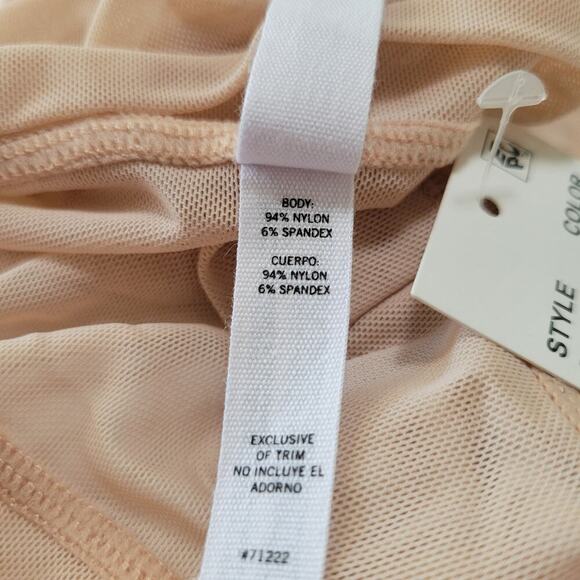 BODY:
94% NYLON
6% SPANDEX
CUERPO:
94% NYLON
6% SPANDEX
EXCLUSIVE
OF TRIM
NO INCLUYE EL
ADORNO
#71222
STYLE
COLOR